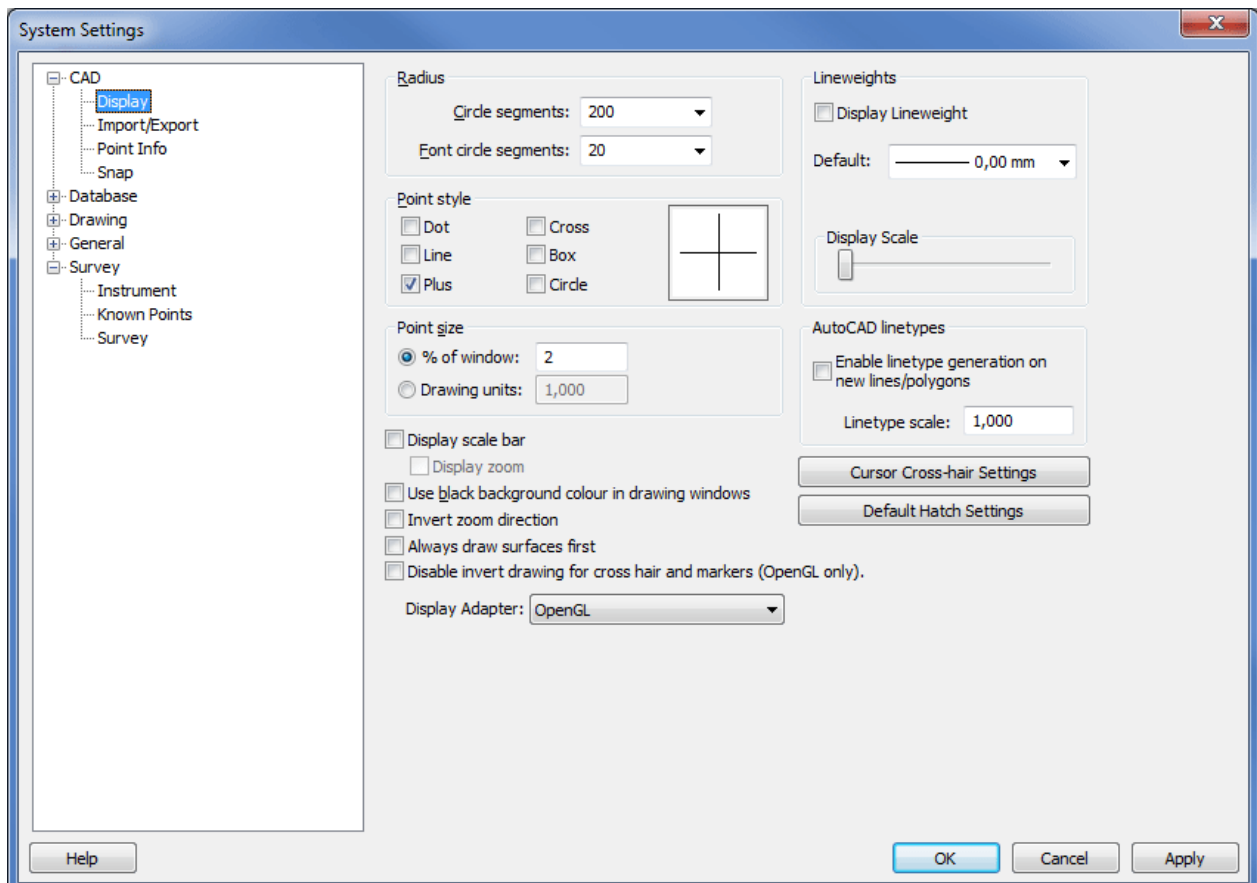 System Settings
CAD
Display
Import/Export
Point Info
Snap
Database
Drawing
General
Survey
Instrument
Known Points
Survey
Radius
Circle segments: 200
Font circle segments: 20
Point style
Dot
Cross
Line
Box
Plus
Circle
Point size
% of window: 2
Drawing units: 1,000
Display scale bar
Display zoom
Use black background colour in drawing windows
Invert zoom direction
Always draw surfaces first
Disable invert drawing for cross hair and markers (OpenGL only).
Display Adapter: OpenGL
Lineweights
Display Lineweight
Default: 0,00 mm
Display Scale
AutoCAD linetypes
Enable linetype generation on
new lines/polygons
Linetype scale: 1,000
Cursor Cross-hair Settings
Default Hatch Settings
Help
OK
Cancel
Apply